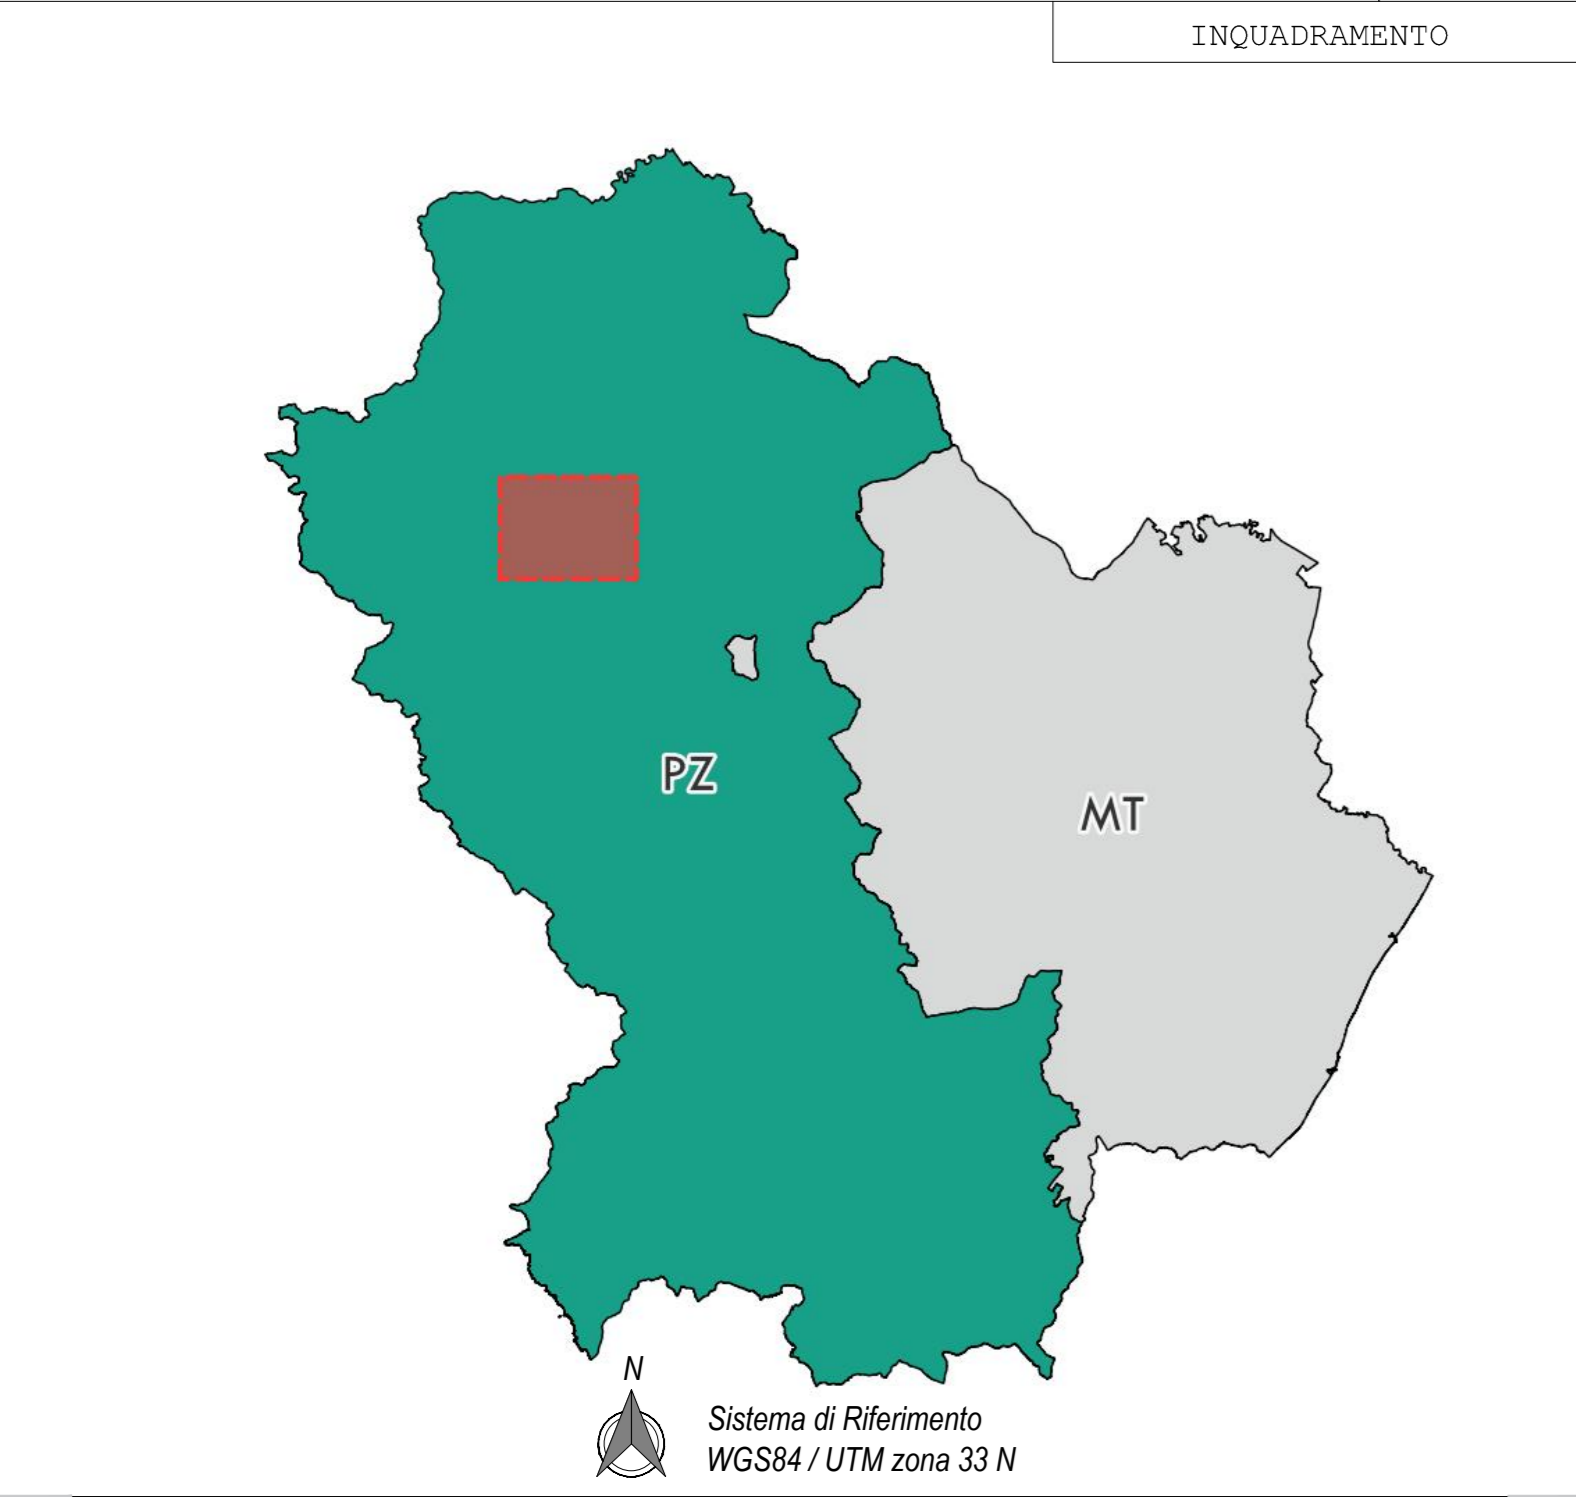 INQUADRAMENTO
PZ
MT
N
Sistema di Riferimento
WGS84 / UTM zona 33 N